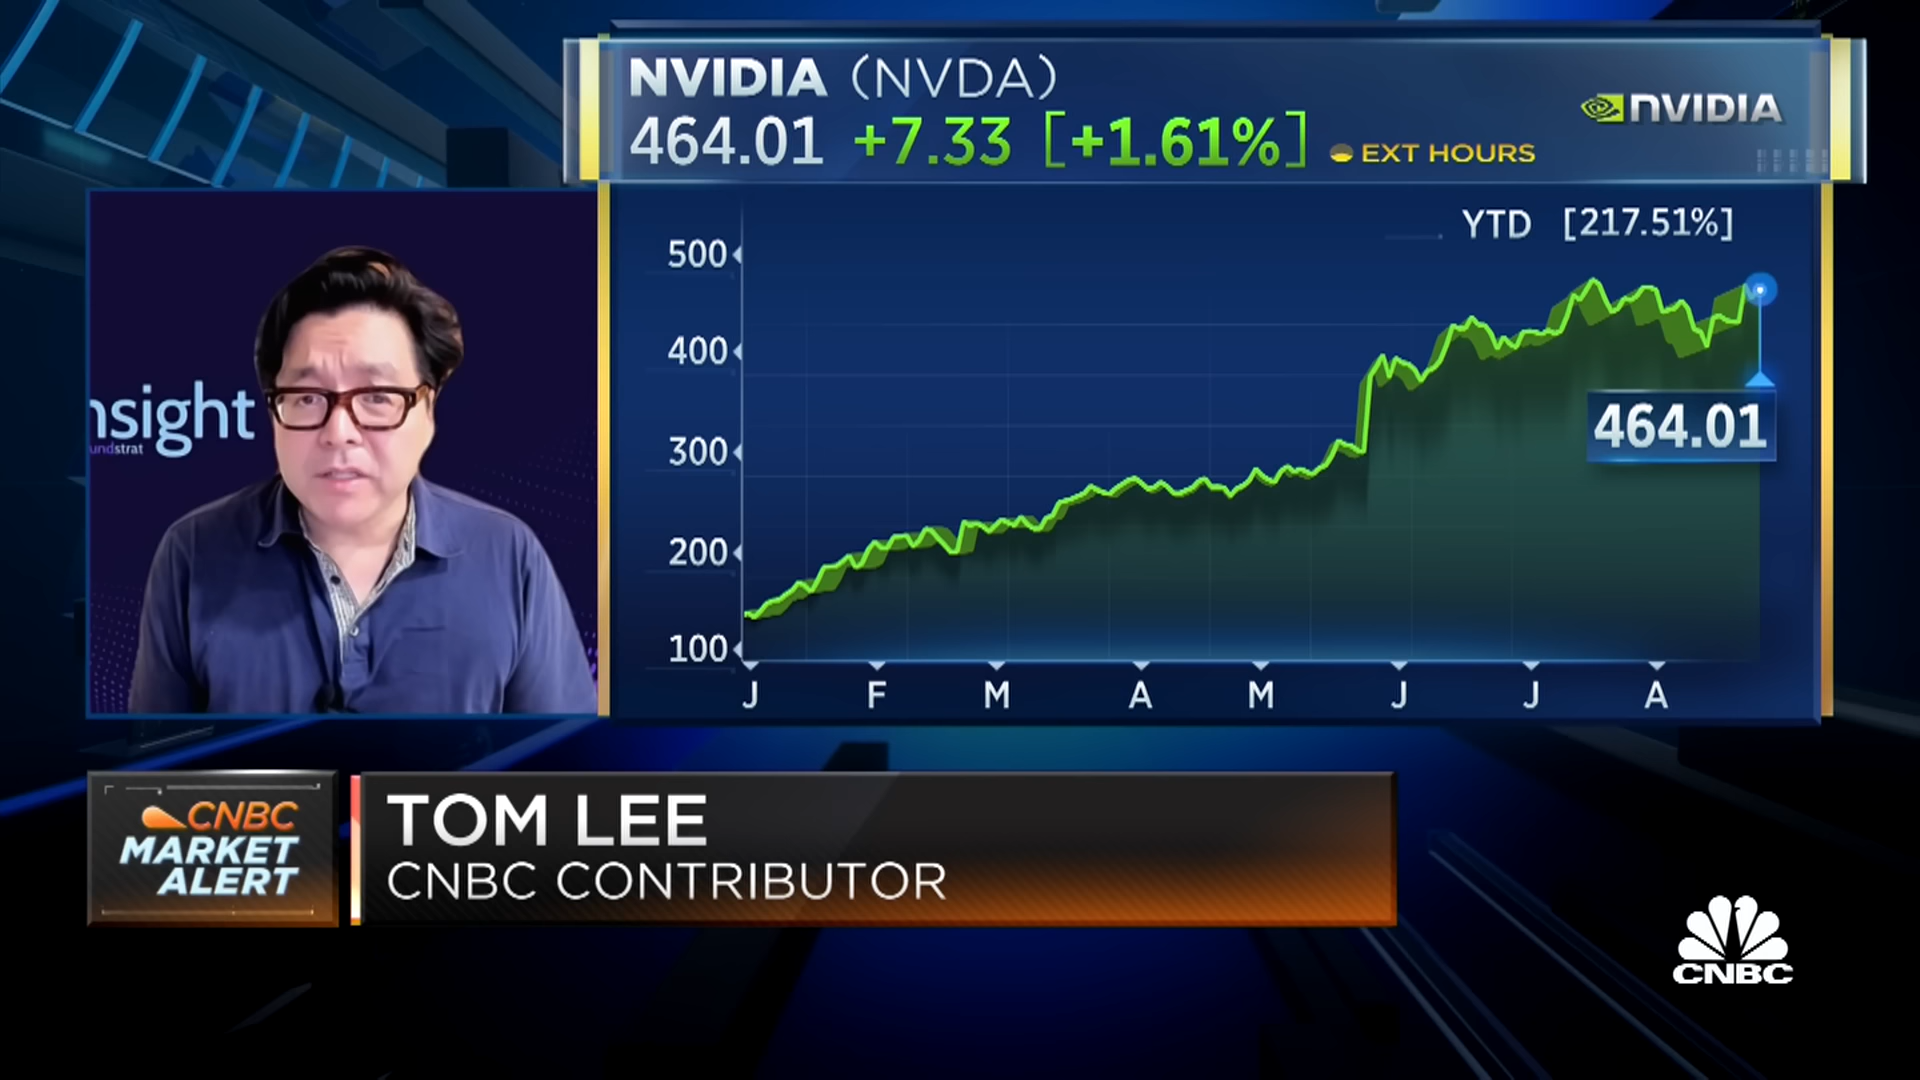 NVIDIA (NVDA)
464.01 +7.33 [+1.61%] EXT HOURS
NVIDIA
YTD [217.51%]
500
400
300
200
100
464.01
J F M A M J J A
nsight
undstrat
CNBC
MARKET
ALERT
TOM LEE
CNBC CONTRIBUTOR
CNBC